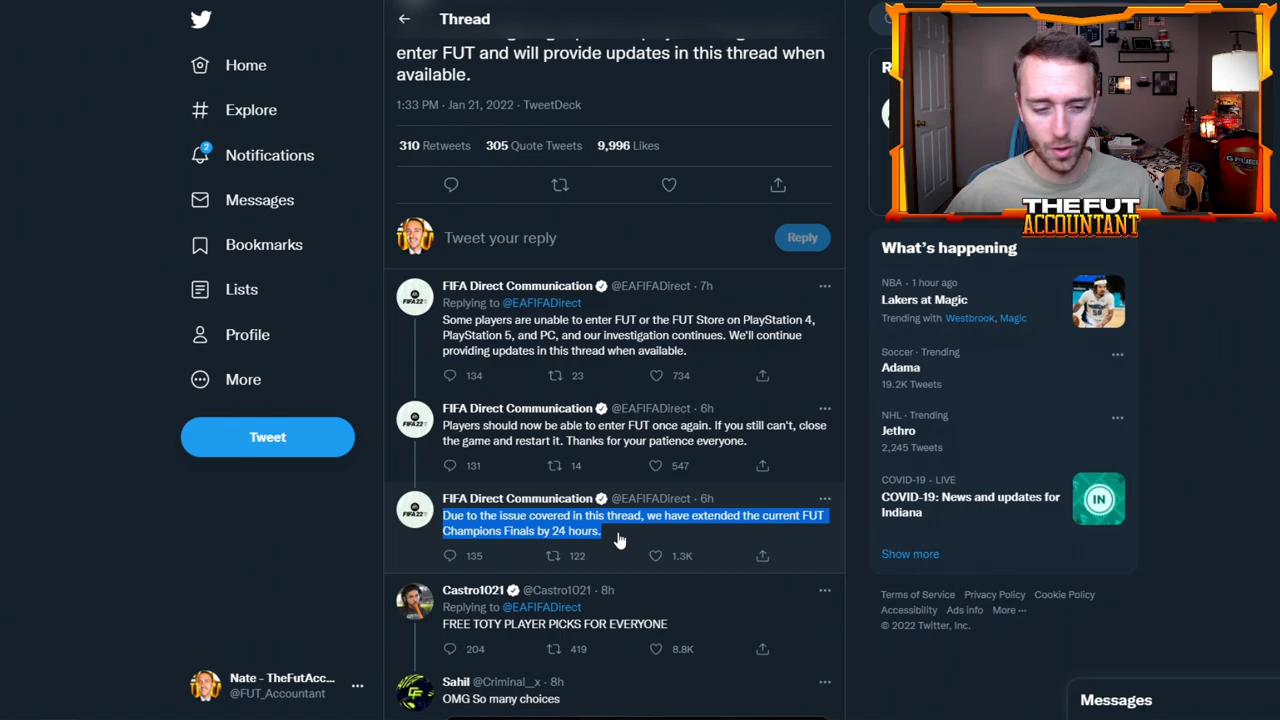 Thread
enter FUT and will provide updates in this thread when
available.
1:33 PM · Jan 21, 2022 · TweetDeck
310 Retweets 305 Quote Tweets 9,996 Likes
Tweet your reply
Reply
FIFA Direct Communication @EAFIFADirect · 7h
Replying to @EAFIFADirect
Some players are unable to enter FUT or the FUT Store on PlayStation 4,
PlayStation 5, and PC, and our investigation continues. We'll continue
providing updates in this thread when available.
134 23 734
FIFA Direct Communication @EAFIFADirect · 6h
Players should now be able to enter FUT once again. If you still can't, close
the game and restart it. Thanks for your patience everyone.
131 14 547
FIFA Direct Communication @EAFIFADirect · 6h
Due to the issue covered in this thread, we have extended the current FUT
Champions Finals by 24 hours.
135 122 1.3K
Castro1021 @Castro1021 · 8h
Replying to @EAFIFADirect
FREE TOTY PLAYER PICKS FOR EVERYONE
204 419 8.8K
Sahil @Criminal__x · 8h
OMG So many choices
Home
Explore
2
Notifications
Messages
Bookmarks
Lists
Profile
More
Tweet
Nate - TheFutAcc...
@FUT_Accountant
THE FUT
ACCOUNTANT
What's happening
NBA · 1 hour ago
Lakers at Magic
Trending with Westbrook, Magic
Soccer · Trending
Adama
19.2K Tweets
NHL · Trending
Jethro
2,245 Tweets
COVID-19 · LIVE
COVID-19: News and updates for
Indiana
IN
Show more
Terms of Service Privacy Policy Cookie Policy
Accessibility Ads info More ···
© 2022 Twitter, Inc.
Messages